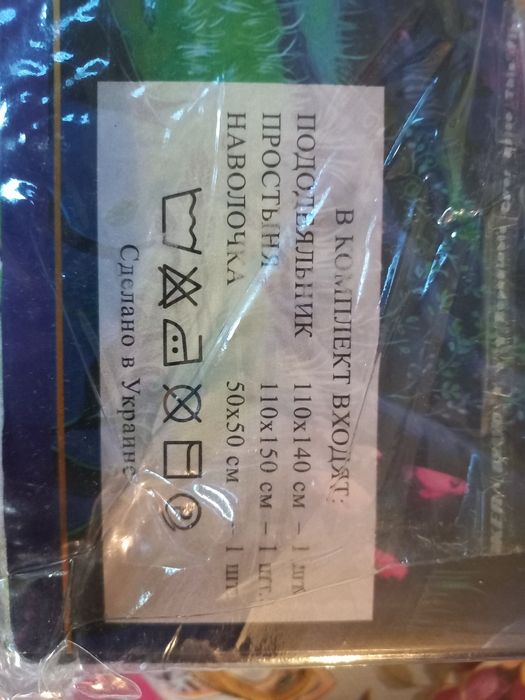 В КОМПЛЕКТ ВХОДЯТ:
ПОДОДЕЯЛЬНИК 110х140 см – 1 шт.
ПРОСТЫНЯ 110х150 см – 1 шт.
НАВОЛОЧКА 50х50 см – 1 шт.
Сделано в Украине